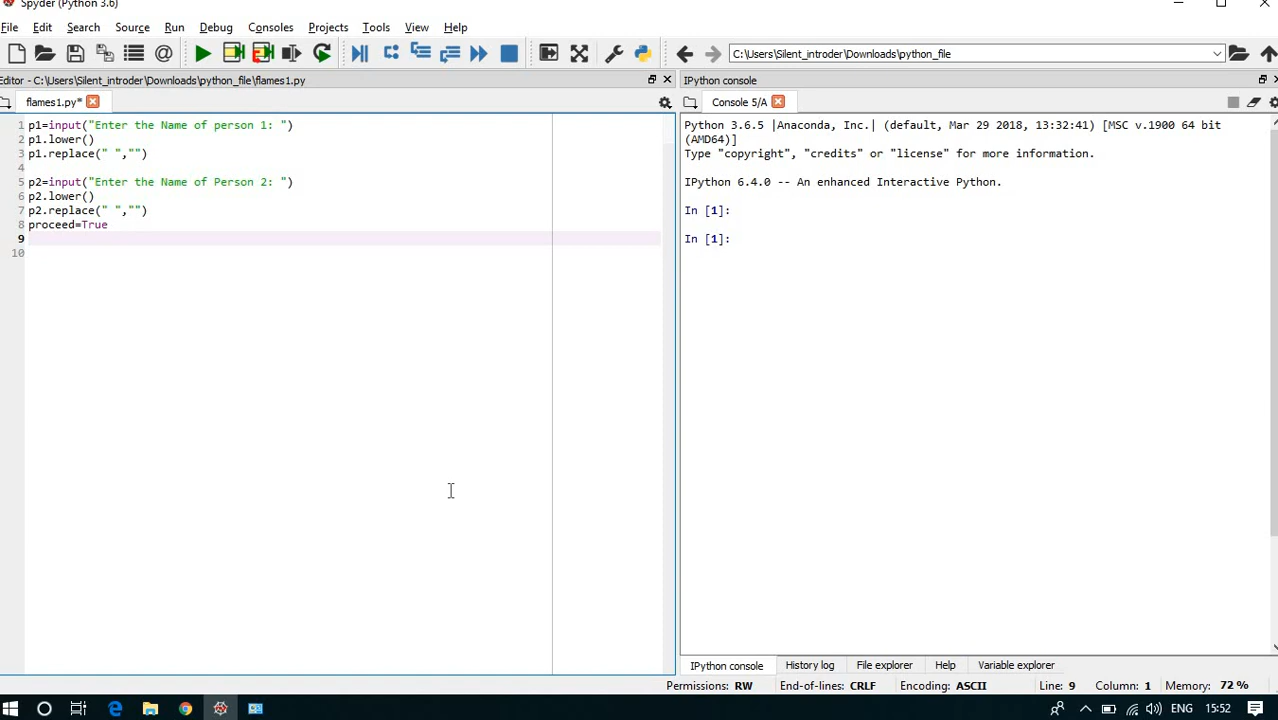 Spyder (Python 3.6)
File Edit Search Source Run Debug Consoles Projects Tools View Help
C:\Users\Silent_introder\Downloads\python_file
Editor - C:\Users\Silent_introder\Downloads\python_file\flames1.py
IPython console
flames1.py*
Console 5/A
1 p1=input("Enter the Name of person 1: ")
2 p1.lower()
3 p1.replace(" ","")
4
5 p2=input("Enter the Name of Person 2: ")
6 p2.lower()
7 p2.replace(" ","")
8 proceed=True
9
10
Python 3.6.5 |Anaconda, Inc.| (default, Mar 29 2018, 13:32:41) [MSC v.1900 64 bit
(AMD64)]
Type "copyright", "credits" or "license" for more information.
IPython 6.4.0 -- An enhanced Interactive Python.
In [1]:
In [1]:
IPython console History log File explorer Help Variable explorer
Permissions: RW End-of-lines: CRLF Encoding: ASCII Line: 9 Column: 1 Memory: 72 %
ENG 15:52